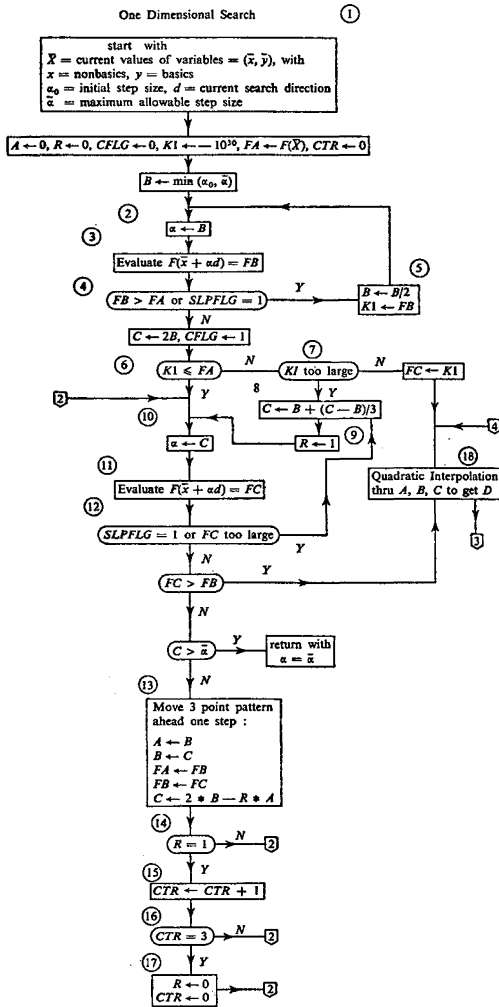 One Dimensional Search
1
start with
X̄ = current values of variables = (x̄, ȳ), with
x = nonbasics, y = basics
α₀ = initial step size, d = current search direction
ᾱ = maximum allowable step size
A ← 0, R ← 0, CFLG ← 0, K1 ← − 10³⁰, FA ← F(X̄), CTR ← 0
B ← min (α₀, ᾱ)
2
α ← B
3
Evaluate F(x̄ + αd) = FB
4
FB > FA or SLPFLG = 1
Y
5
B ← B/2
K1 ← FB
N
C ← 2B, CFLG ← 1
6
K1 ⩽ FA
N
7
K1 too large
N
FC ← K1
Y
2
8
Y
C ← B + (C − B)/3
4
9
R ← 1
10
α ← C
11
Evaluate F(x̄ + αd) = FC
18
Quadratic Interpolation
thru A, B, C to get D
3
12
SLPFLG = 1 or FC too large
Y
N
FC > FB
Y
N
C > ᾱ
Y
return with
α = ᾱ
N
13
Move 3 point pattern
ahead one step :
A ← B
B ← C
FA ← FB
FB ← FC
C ← 2 * B − R * A
14
R = 1
N
2
Y
15
CTR ← CTR + 1
16
CTR = 3
N
2
Y
17
R ← 0
CTR ← 0
2